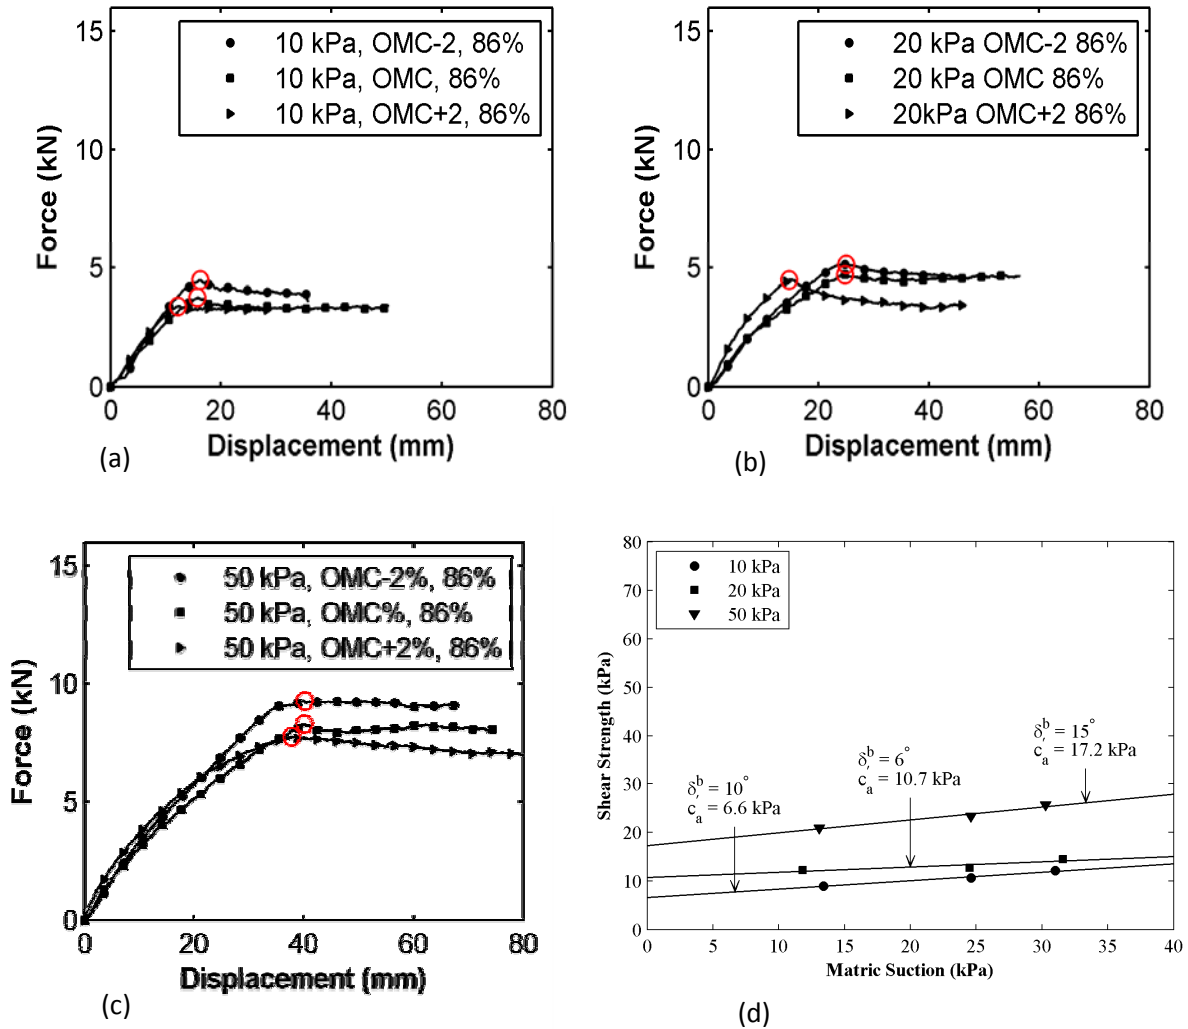 10 kPa, OMC-2, 86%
10 kPa, OMC, 86%
10 kPa, OMC+2, 86%
15
10
5
0
Force (kN)
0 20 40 60 80
Displacement (mm)
(a)
20 kPa OMC-2 86%
20 kPa OMC 86%
20kPa OMC+2 86%
15
10
5
0
Force (kN)
0 20 40 60 80
Displacement (mm)
(b)
50 kPa, OMC-2%, 86%
50 kPa, OMC%, 86%
50 kPa, OMC+2%, 86%
15
10
5
0
Force (kN)
0 20 40 60 80
Displacement (mm)
(c)
10 kPa
20 kPa
50 kPa
80
70
60
50
40
30
20
10
0
Shear Strength (kPa)
δ^b = 15°
c'_a = 17.2 kPa
δ^b = 6°
c'_a = 10.7 kPa
δ^b = 10°
c'_a = 6.6 kPa
0 5 10 15 20 25 30 35 40
Matric Suction (kPa)
(d)